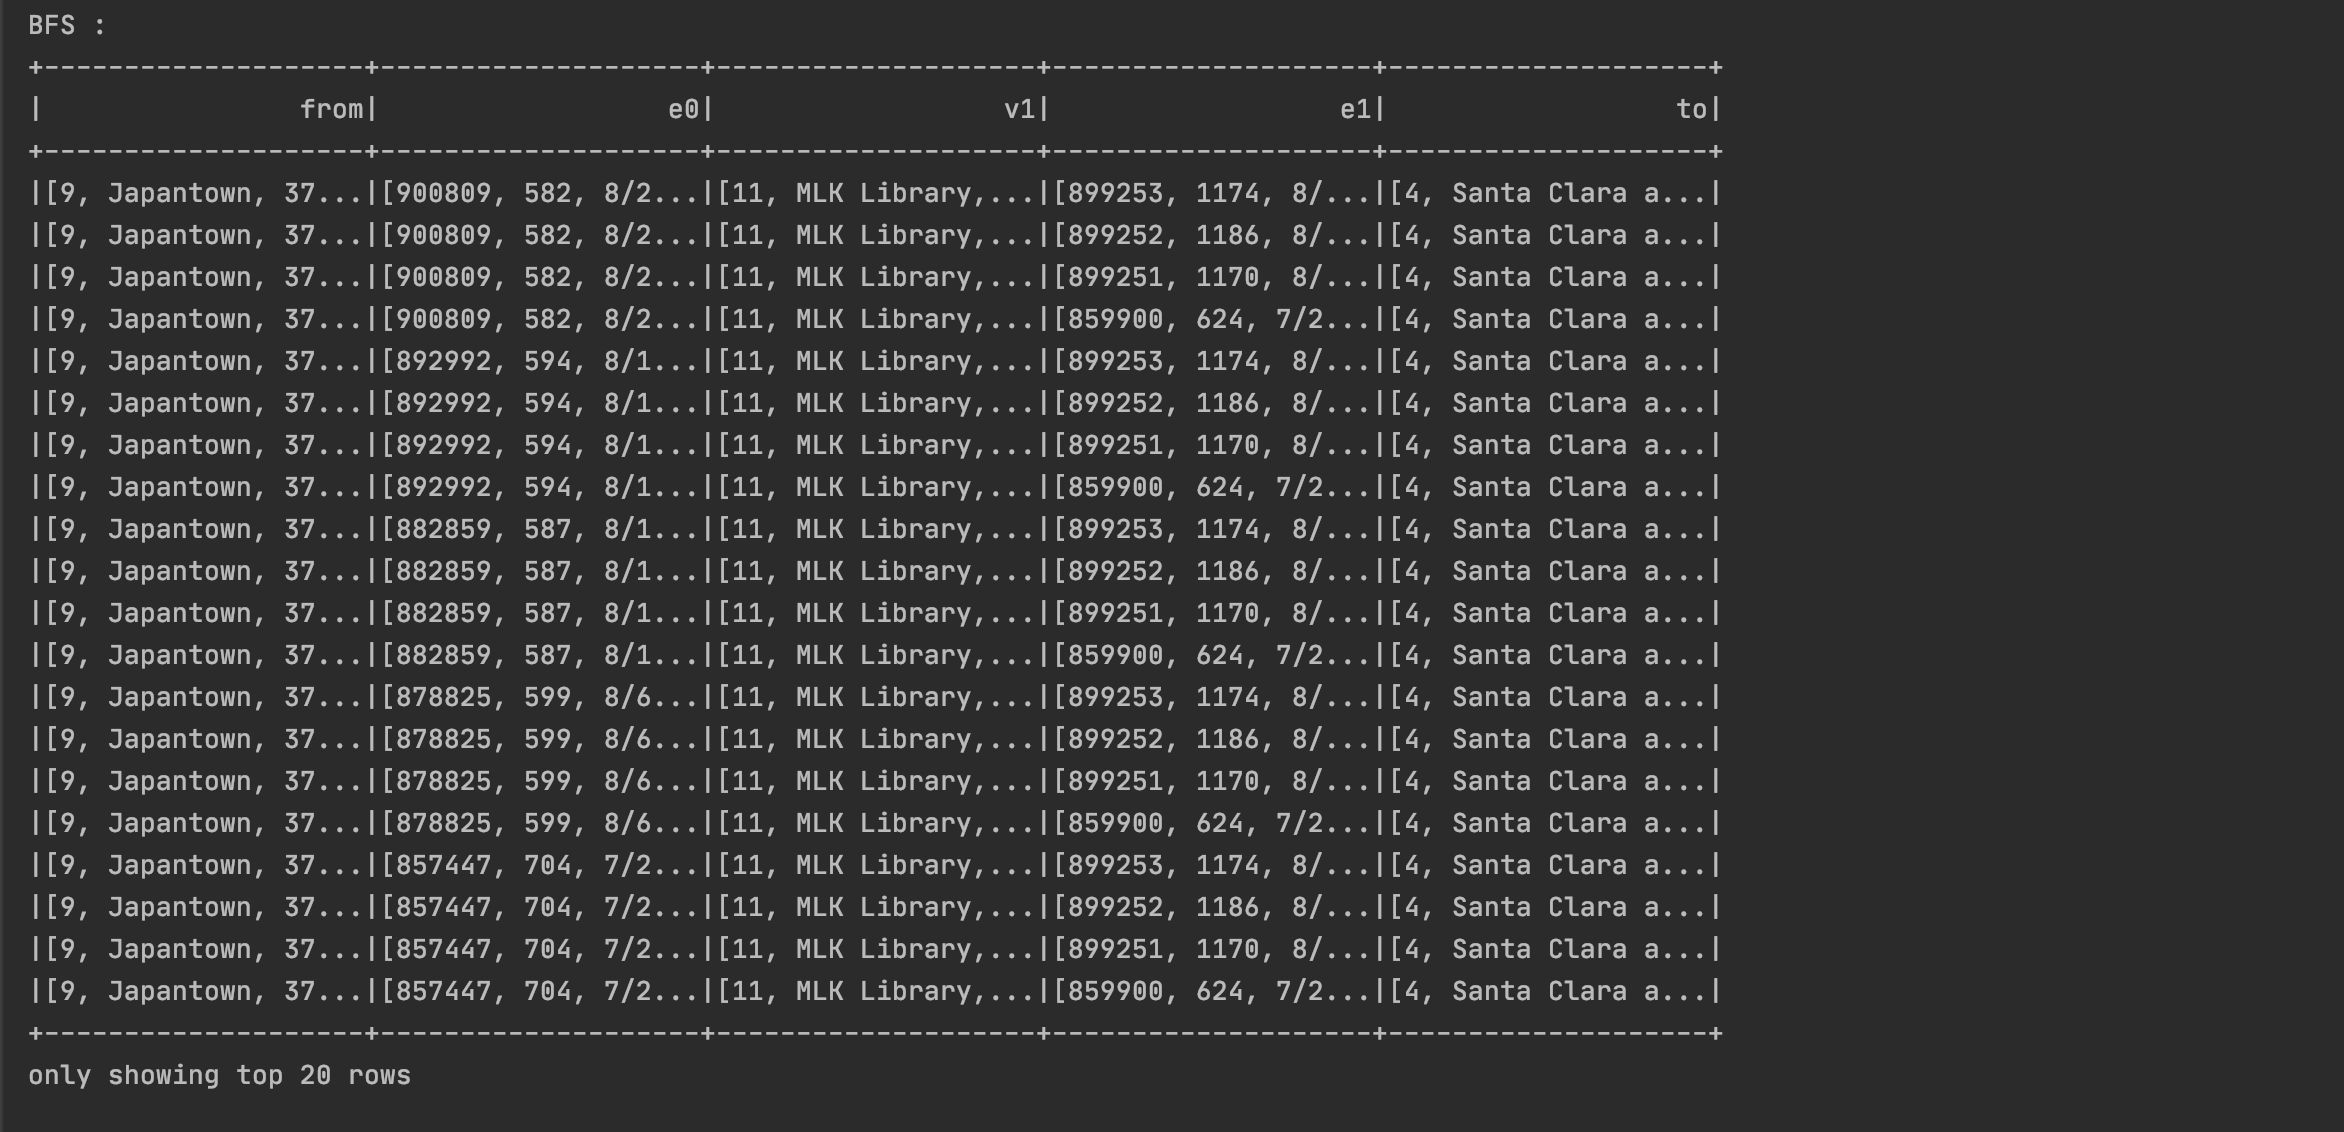 BFS :
+--------------------+--------------------+--------------------+--------------------+--------------------+
|                from|                  e0|                  v1|                  e1|                  to|
+--------------------+--------------------+--------------------+--------------------+--------------------+
|[9, Japantown, 37...|[900809, 582, 8/2...|[11, MLK Library,...|[899253, 1174, 8/...|[4, Santa Clara a...|
|[9, Japantown, 37...|[900809, 582, 8/2...|[11, MLK Library,...|[899252, 1186, 8/...|[4, Santa Clara a...|
|[9, Japantown, 37...|[900809, 582, 8/2...|[11, MLK Library,...|[899251, 1170, 8/...|[4, Santa Clara a...|
|[9, Japantown, 37...|[900809, 582, 8/2...|[11, MLK Library,...|[859900, 624, 7/2...|[4, Santa Clara a...|
|[9, Japantown, 37...|[892992, 594, 8/1...|[11, MLK Library,...|[899253, 1174, 8/...|[4, Santa Clara a...|
|[9, Japantown, 37...|[892992, 594, 8/1...|[11, MLK Library,...|[899252, 1186, 8/...|[4, Santa Clara a...|
|[9, Japantown, 37...|[892992, 594, 8/1...|[11, MLK Library,...|[899251, 1170, 8/...|[4, Santa Clara a...|
|[9, Japantown, 37...|[892992, 594, 8/1...|[11, MLK Library,...|[859900, 624, 7/2...|[4, Santa Clara a...|
|[9, Japantown, 37...|[882859, 587, 8/1...|[11, MLK Library,...|[899253, 1174, 8/...|[4, Santa Clara a...|
|[9, Japantown, 37...|[882859, 587, 8/1...|[11, MLK Library,...|[899252, 1186, 8/...|[4, Santa Clara a...|
|[9, Japantown, 37...|[882859, 587, 8/1...|[11, MLK Library,...|[899251, 1170, 8/...|[4, Santa Clara a...|
|[9, Japantown, 37...|[882859, 587, 8/1...|[11, MLK Library,...|[859900, 624, 7/2...|[4, Santa Clara a...|
|[9, Japantown, 37...|[878825, 599, 8/6...|[11, MLK Library,...|[899253, 1174, 8/...|[4, Santa Clara a...|
|[9, Japantown, 37...|[878825, 599, 8/6...|[11, MLK Library,...|[899252, 1186, 8/...|[4, Santa Clara a...|
|[9, Japantown, 37...|[878825, 599, 8/6...|[11, MLK Library,...|[899251, 1170, 8/...|[4, Santa Clara a...|
|[9, Japantown, 37...|[878825, 599, 8/6...|[11, MLK Library,...|[859900, 624, 7/2...|[4, Santa Clara a...|
|[9, Japantown, 37...|[857447, 704, 7/2...|[11, MLK Library,...|[899253, 1174, 8/...|[4, Santa Clara a...|
|[9, Japantown, 37...|[857447, 704, 7/2...|[11, MLK Library,...|[899252, 1186, 8/...|[4, Santa Clara a...|
|[9, Japantown, 37...|[857447, 704, 7/2...|[11, MLK Library,...|[899251, 1170, 8/...|[4, Santa Clara a...|
|[9, Japantown, 37...|[857447, 704, 7/2...|[11, MLK Library,...|[859900, 624, 7/2...|[4, Santa Clara a...|
+--------------------+--------------------+--------------------+--------------------+--------------------+
only showing top 20 rows